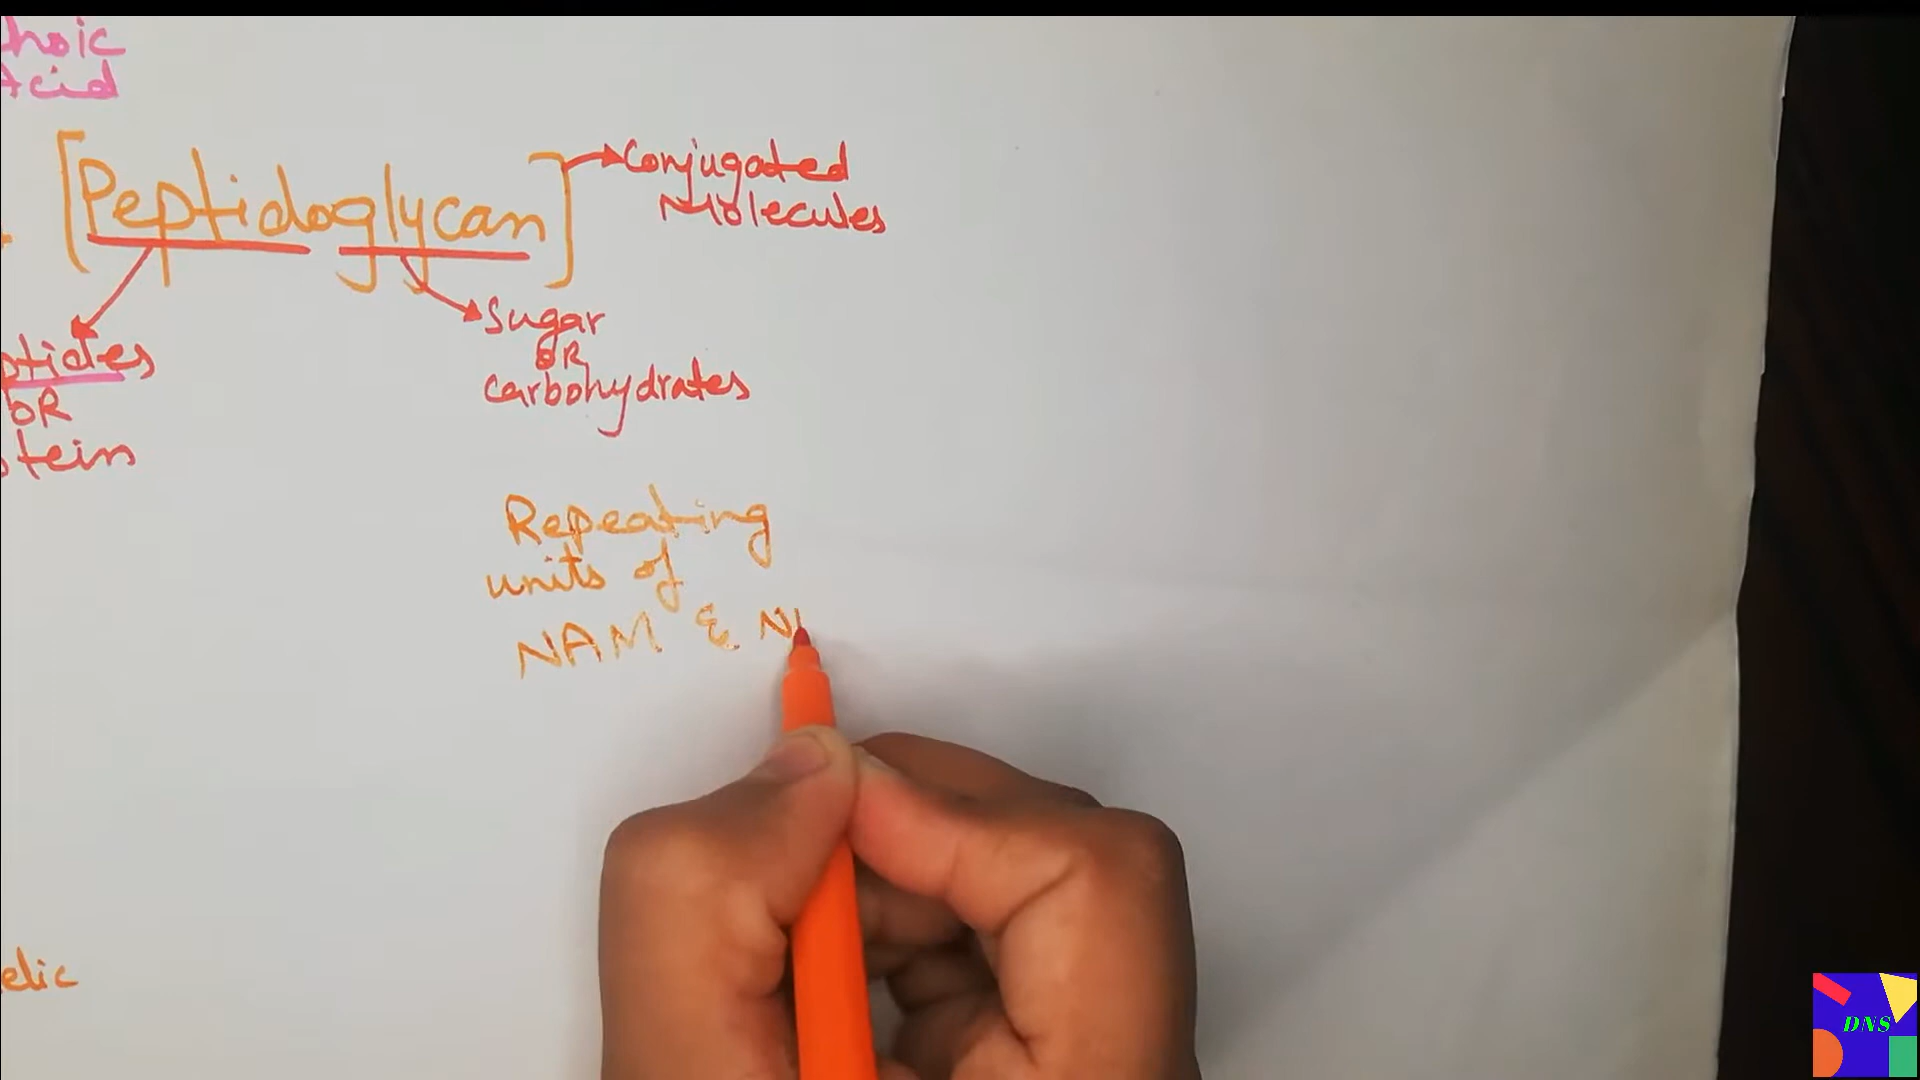 hoic
Acid
[Peptidoglycan]
Conjugated
Molecules
ptides
OR
tein
Sugar
OR
Carbohydrates
Repeating
units of
NAM & N
elic
DNS